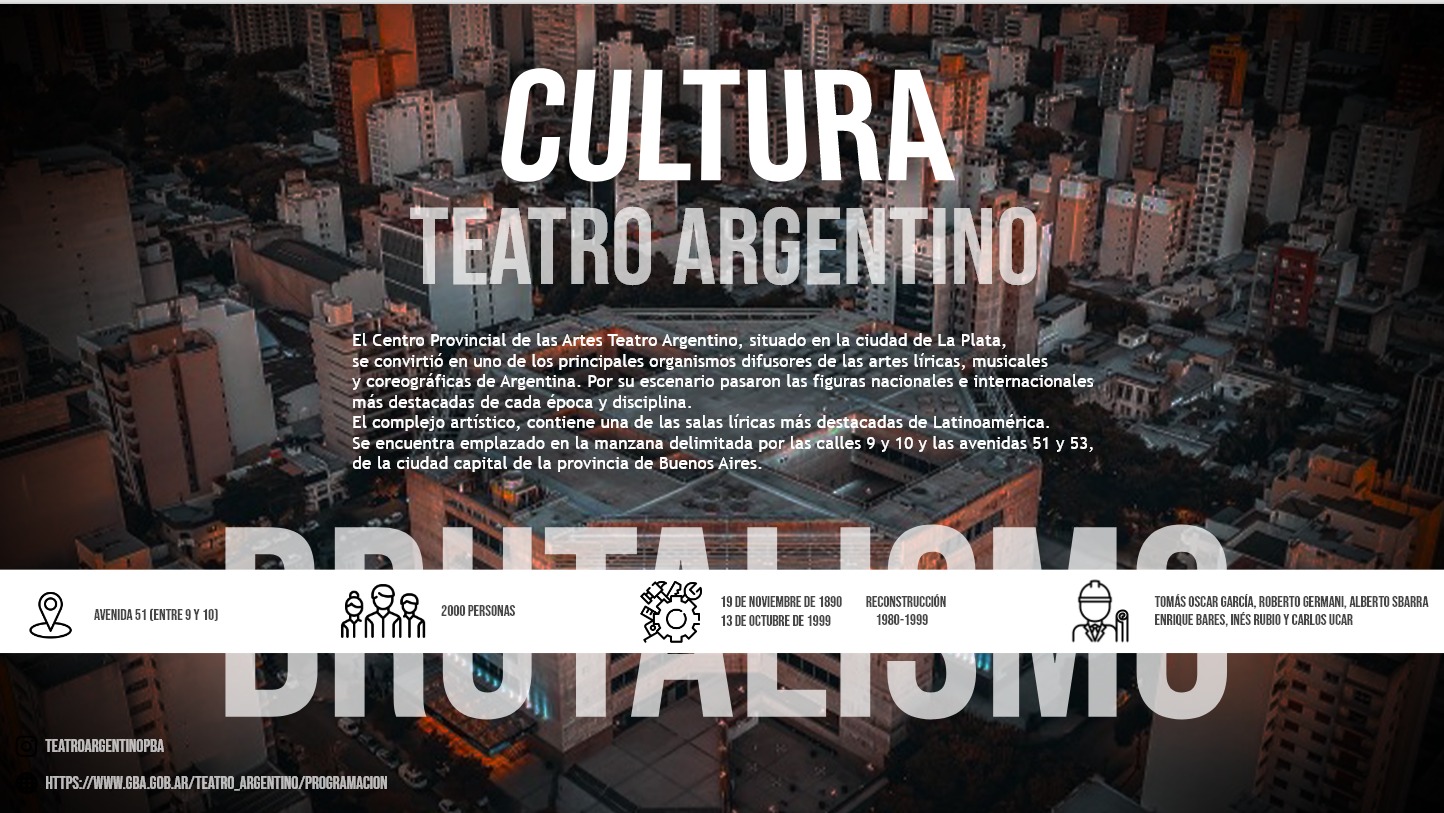 CULTURA
TEATRO ARGENTINO
El Centro Provincial de las Artes Teatro Argentino, situado en la ciudad de La Plata,
se convirtió en uno de los principales organismos difusores de las artes líricas, musicales
y coreográficas de Argentina. Por su escenario pasaron las figuras nacionales e internacionales
más destacadas de cada época y disciplina.
El complejo artístico, contiene una de las salas líricas más destacadas de Latinoamérica.
Se encuentra emplazado en la manzana delimitada por las calles 9 y 10 y las avenidas 51 y 53,
de la ciudad capital de la provincia de Buenos Aires.
BRUTALISMO
AVENIDA 51 (ENTRE 9 Y 10)
2000 PERSONAS
19 DE NOVIEMBRE DE 1890
13 DE OCTUBRE DE 1999
RECONSTRUCCIÓN
1980-1999
TOMÁS OSCAR GARCÍA, ROBERTO GERMANI, ALBERTO SBARRA
ENRIQUE BARES, INÉS RUBIO Y CARLOS UCAR
TEATROARGENTINOPBA
HTTPS://WWW.GBA.GOB.AR/TEATRO_ARGENTINO/PROGRAMACION